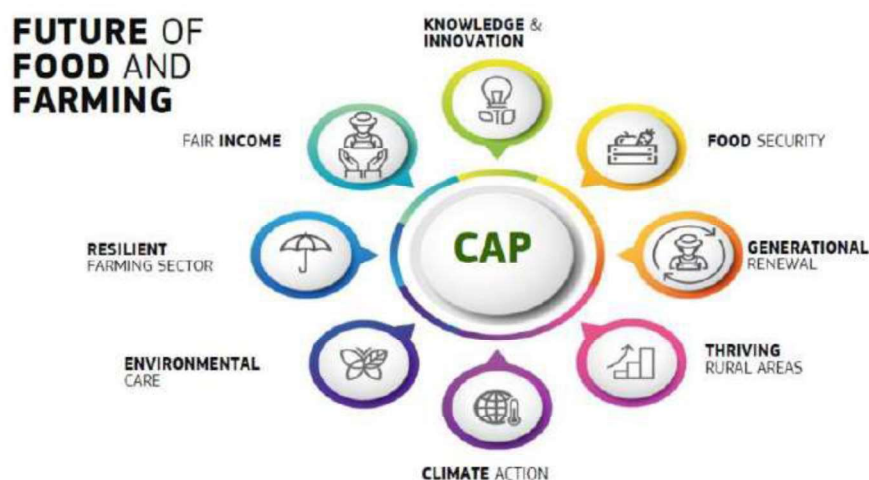 FUTURE OF
FOOD AND
FARMING
KNOWLEDGE &
INNOVATION
FAIR INCOME
FOOD SECURITY
CAP
RESILIENT
FARMING SECTOR
GENERATIONAL
RENEWAL
ENVIRONMENTAL
CARE
THRIVING
RURAL AREAS
CLIMATE ACTION